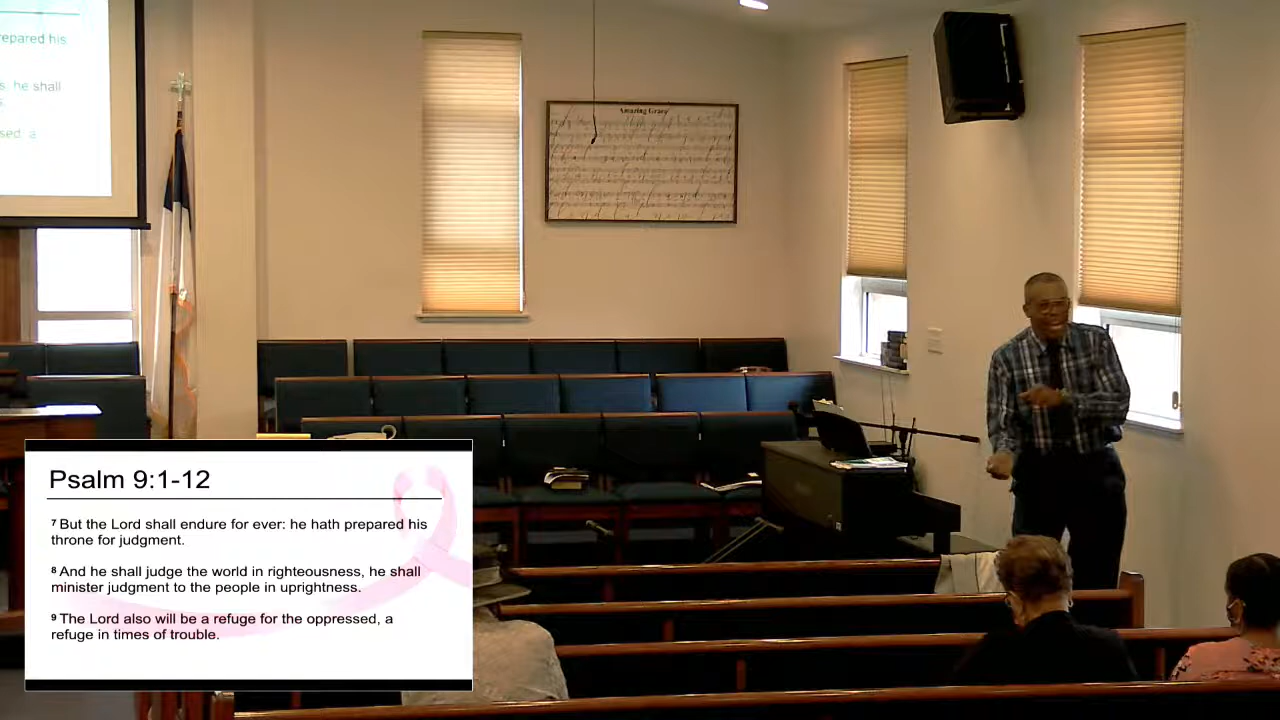 epared his
s, he shall
sed, a
Amazing Grace
Psalm 9:1-12
7 But the Lord shall endure for ever: he hath prepared his
throne for judgment.
8 And he shall judge the world in righteousness, he shall
minister judgment to the people in uprightness.
9 The Lord also will be a refuge for the oppressed, a
refuge in times of trouble.